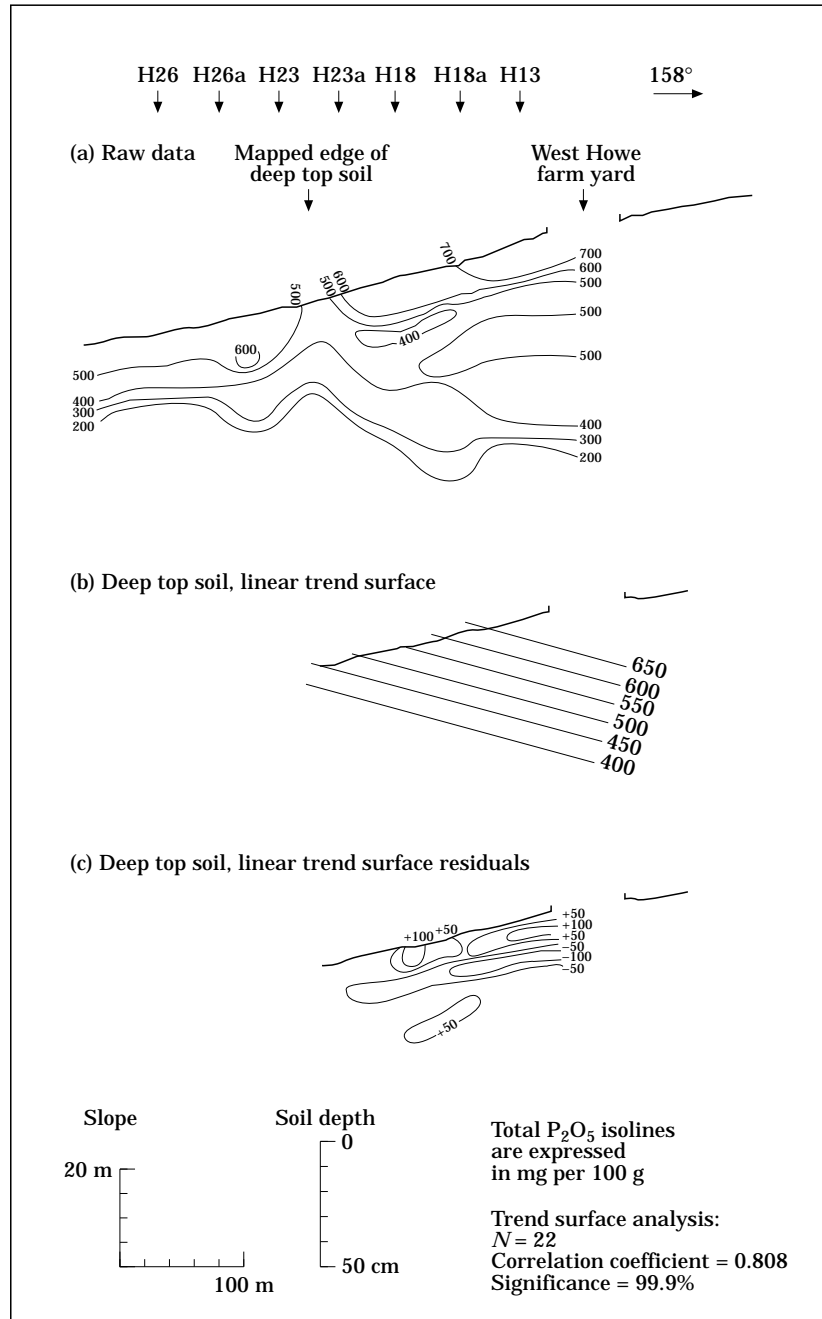 H26 H26a H23 H23a H18 H18a H13 158°
(a) Raw data
Mapped edge of
deep top soil
West Howe
farm yard
700
700
600
500
600
500
500
500
400
600
500
500
400
300
200
400
300
200
(b) Deep top soil, linear trend surface
650
600
550
500
450
400
(c) Deep top soil, linear trend surface residuals
+100
+50
+50
+100
+50
−50
−100
−50
+50
Slope
20 m
100 m
Soil depth
0
50 cm
Total P₂O₅ isolines
are expressed
in mg per 100 g
Trend surface analysis:
N = 22
Correlation coefficient = 0.808
Significance = 99.9%